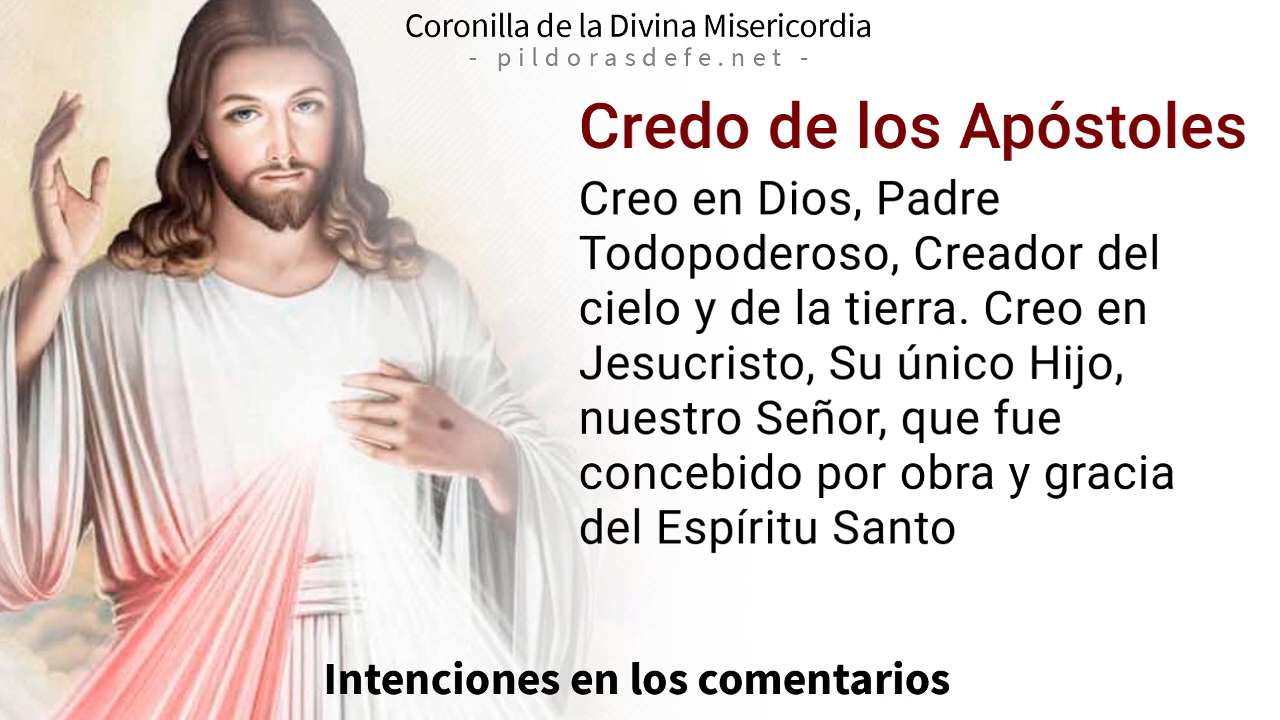 Coronilla de la Divina Misericordia
- pildorasdefe.net -
Credo de los Apóstoles
Creo en Dios, Padre
Todopoderoso, Creador del
cielo y de la tierra. Creo en
Jesucristo, Su único Hijo,
nuestro Señor, que fue
concebido por obra y gracia
del Espíritu Santo
Intenciones en los comentarios